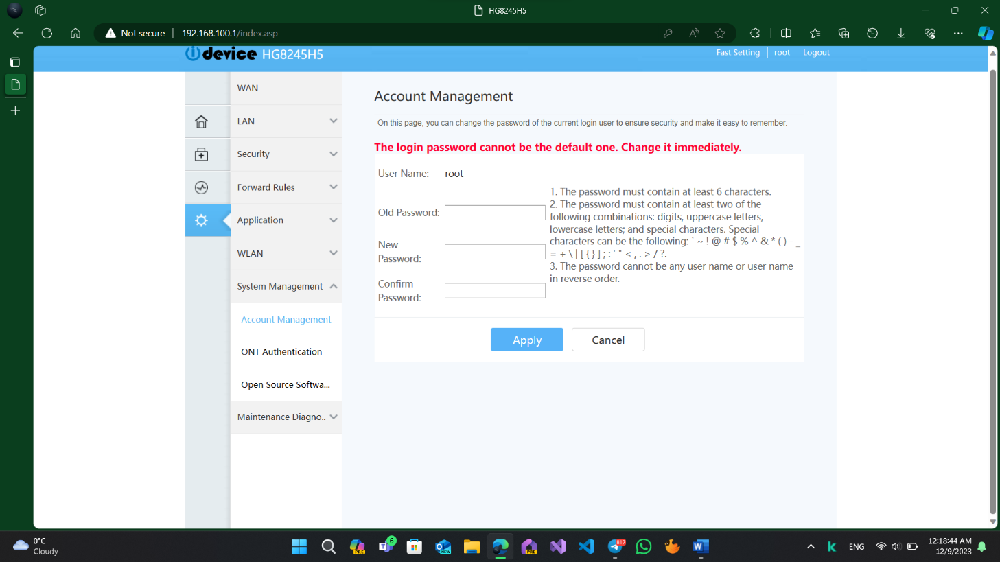 HG8245H5
Not secure
192.168.100.1/index.asp
device HG8245H5
Fast Setting
root
Logout
WAN
LAN
Security
Forward Rules
Application
WLAN
System Management
Account Management
ONT Authentication
Open Source Softwa...
Maintenance Diagno..
Account Management
On this page, you can change the password of the current login user to ensure security and make it easy to remember.
The login password cannot be the default one. Change it immediately.
User Name: root
Old Password:
New
Password:
Confirm
Password:
1. The password must contain at least 6 characters.
2. The password must contain at least two of the
following combinations: digits, uppercase letters,
lowercase letters; and special characters. Special
characters can be the following: ` ~ ! @ # $ % ^ & * ( ) - _
= + \ | [ { } ] ; : ' " < , . > / ?.
3. The password cannot be any user name or user name
in reverse order.
Apply
Cancel
0°C
Cloudy
PRE
6
NEW
PRE
817
ENG
12:18:44 AM
12/9/2023